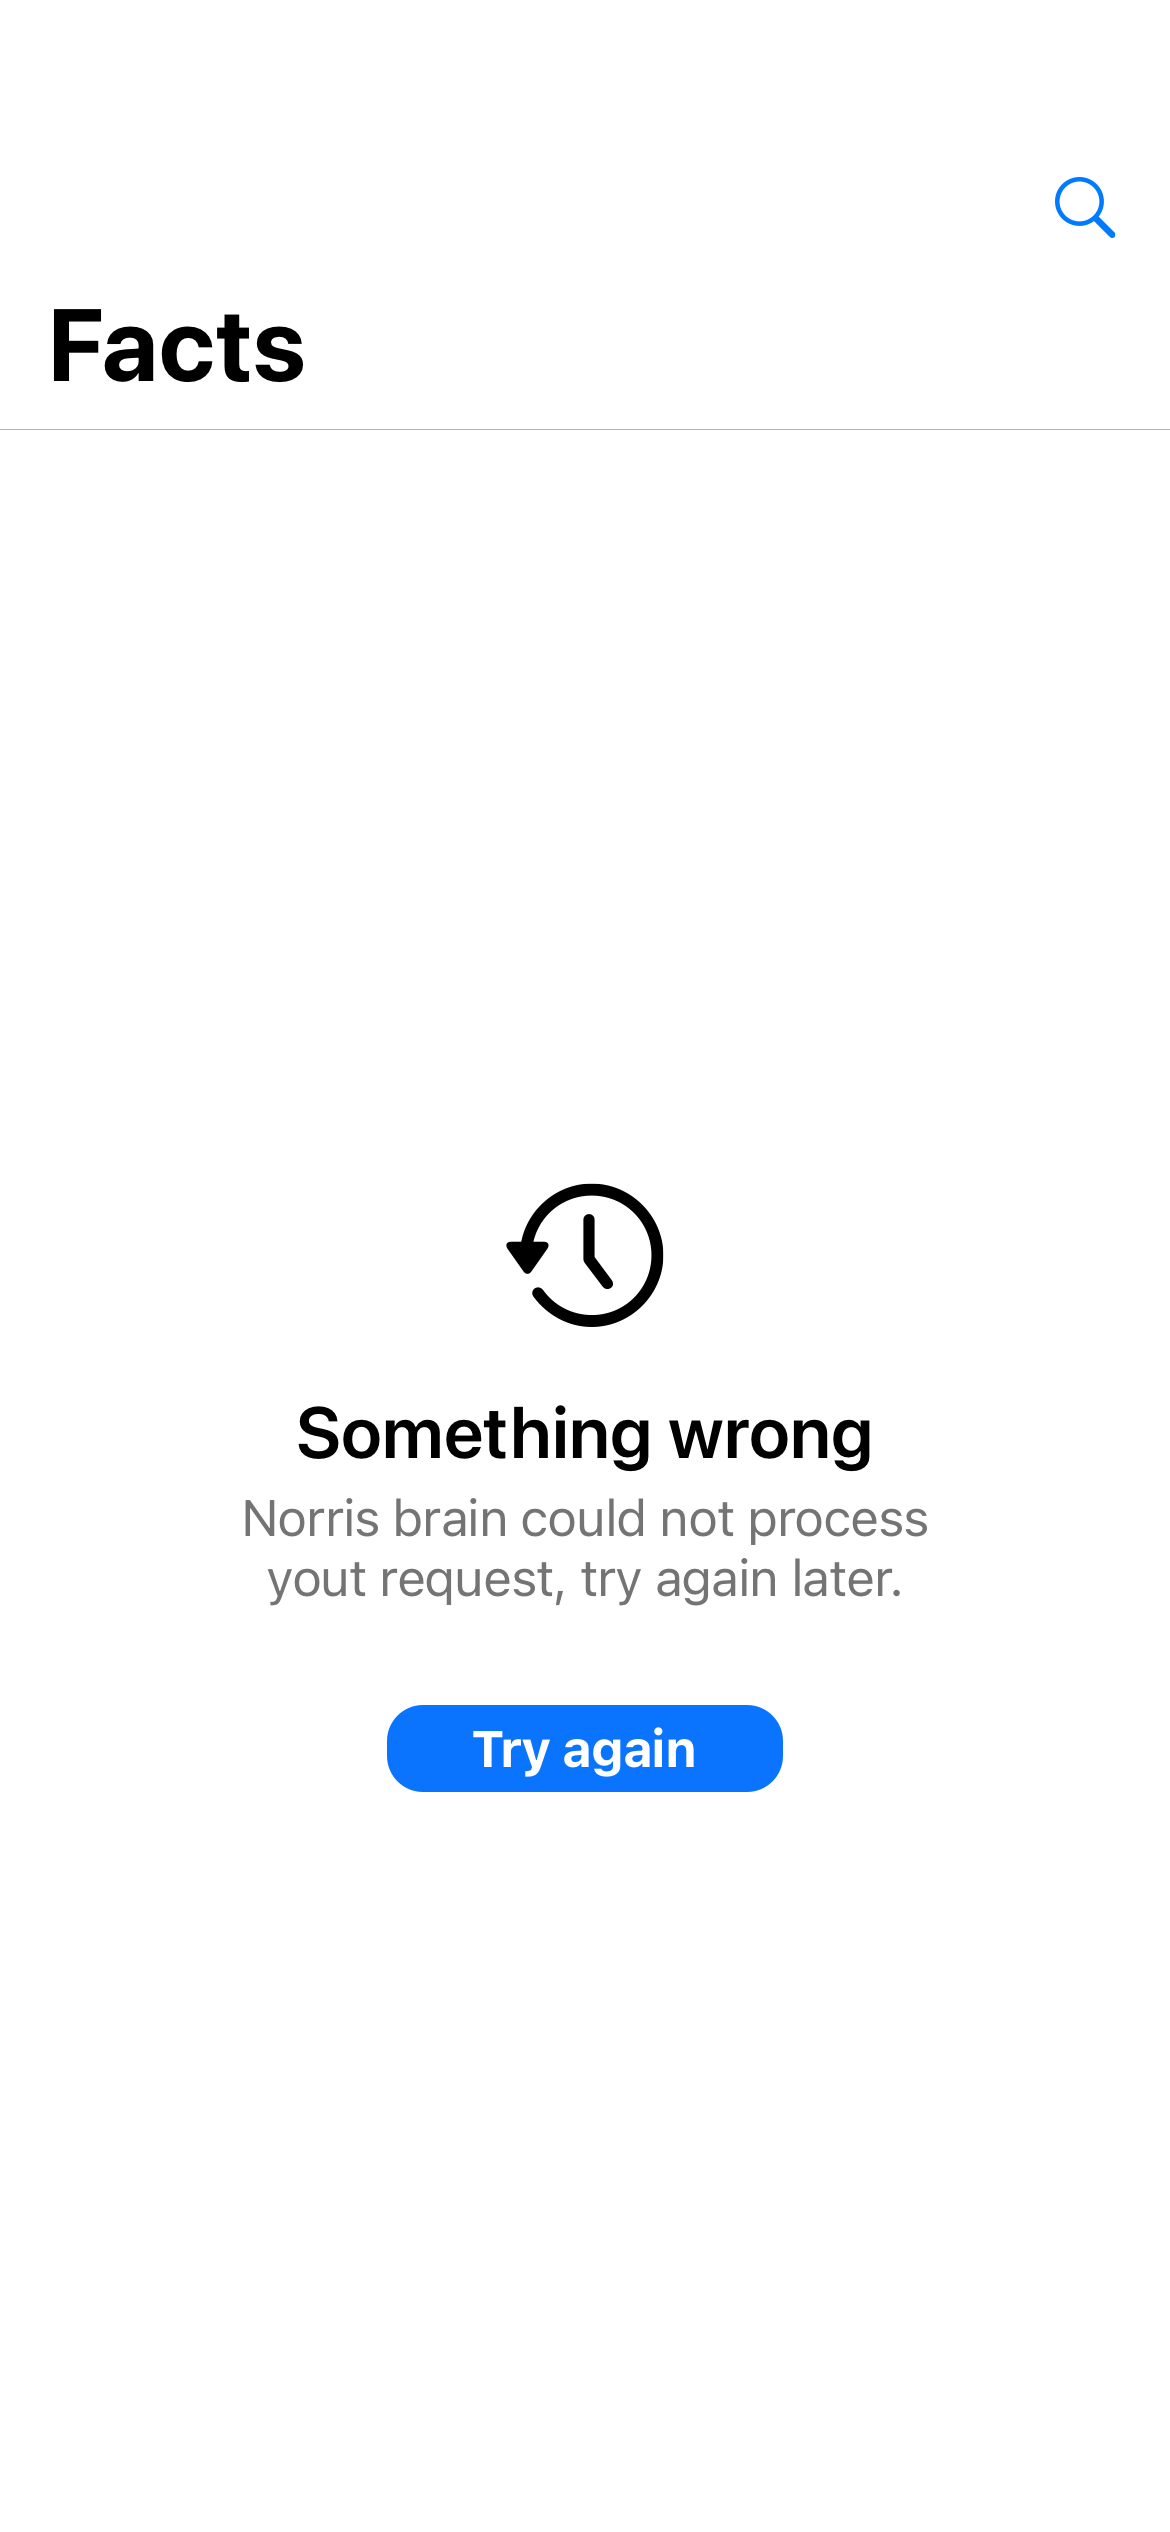 Facts
Something wrong
Norris brain could not process
yout request, try again later.
Try again